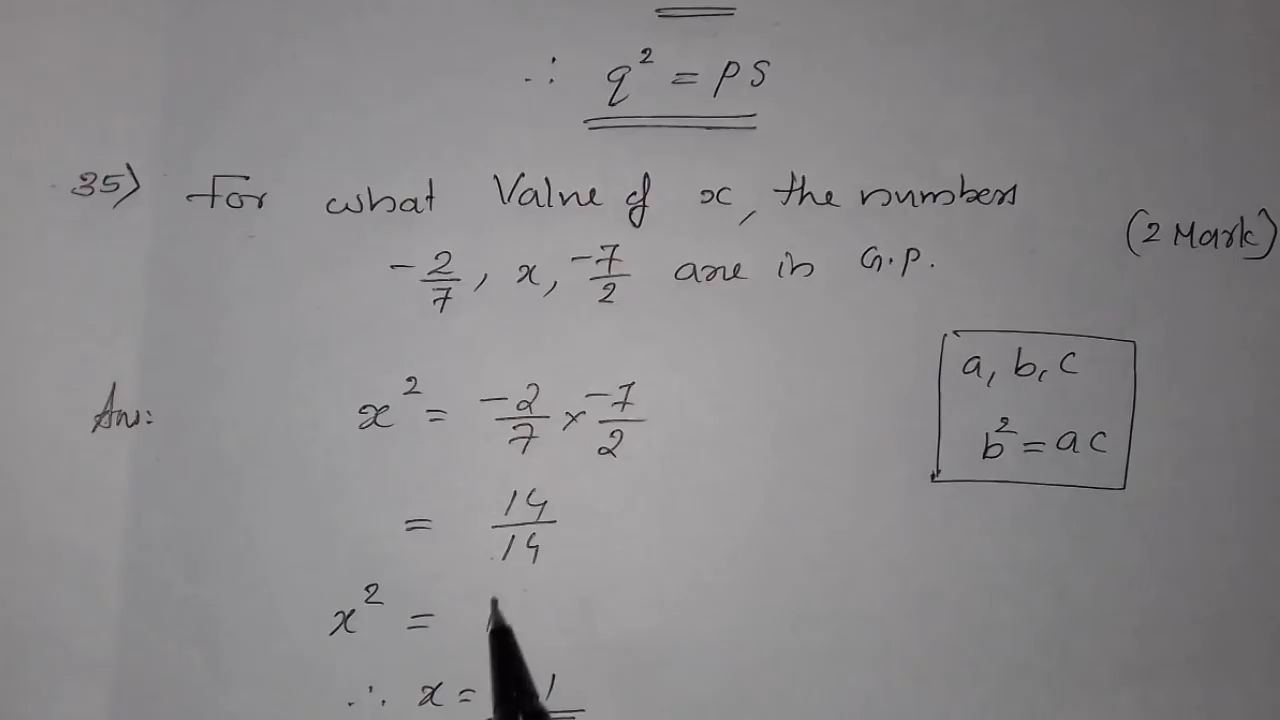 ∴ q² = ps
35) For what Value of x, the numbers
(2 Mark)
-2/7, x, -7/2 are in G.P.
a, b, c
b² = ac
Ans: x² = -2/7 × -7/2
= 14/14
x² =
∴ x = 1